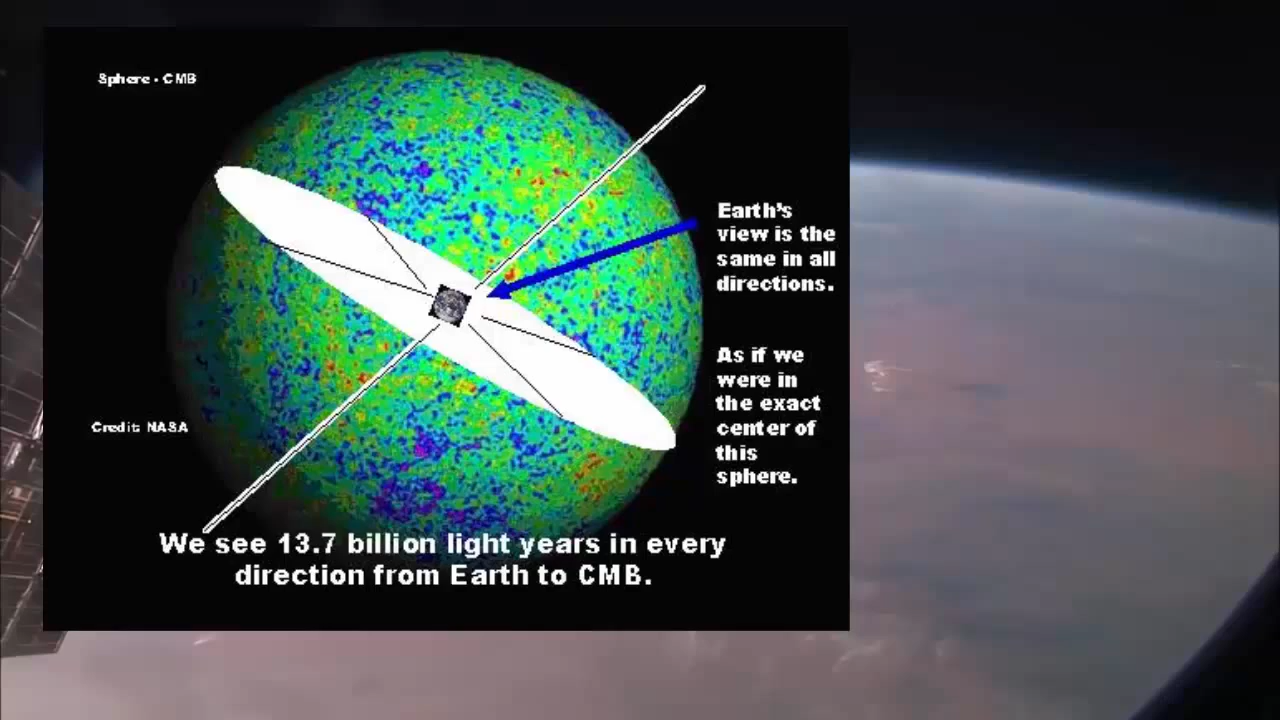 Sphere - CMB
Earth's
view is the
same in all
directions.
As if we
were in
the exact
center of
this
sphere.
Credit: NASA
We see 13.7 billion light years in every
direction from Earth to CMB.